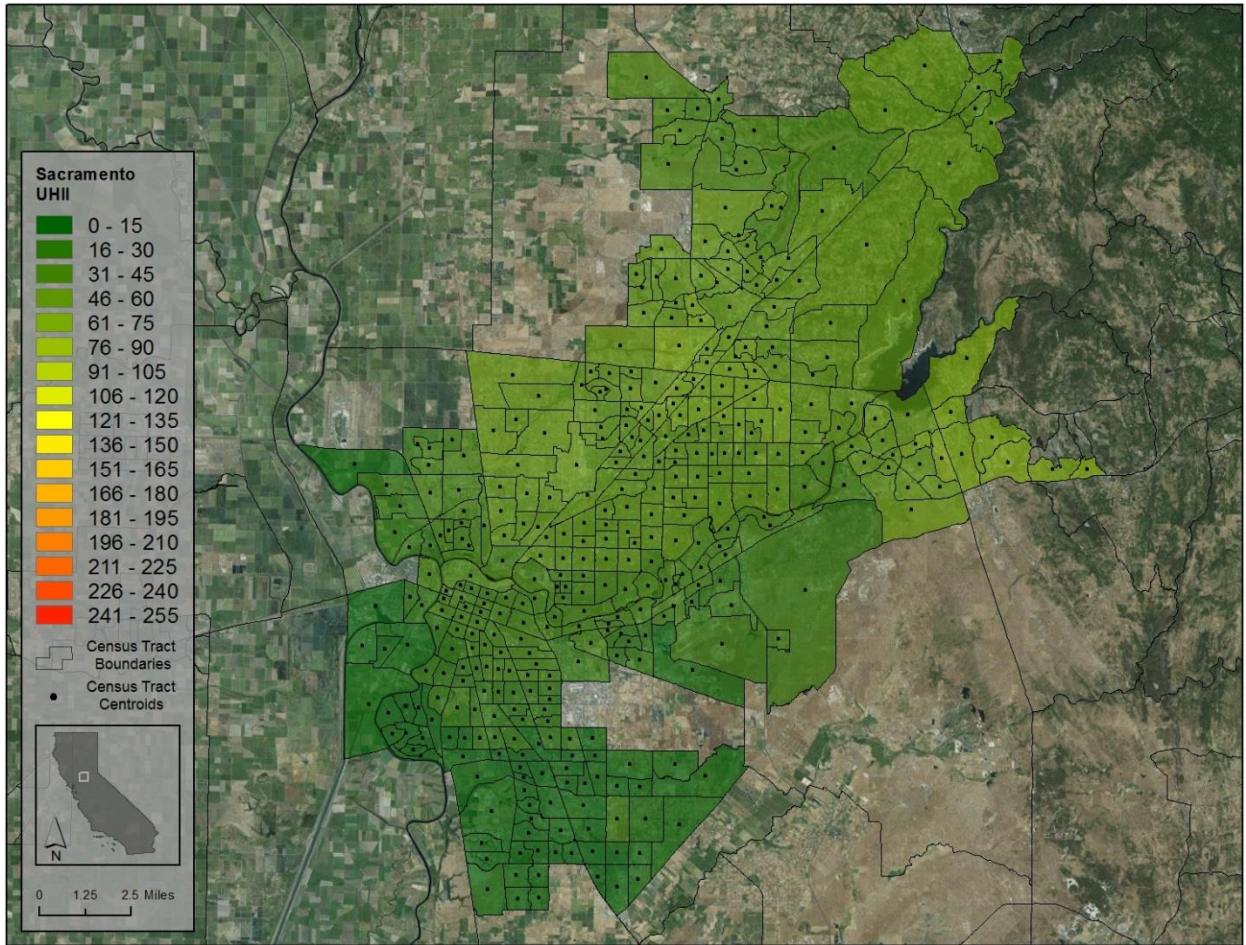 Sacramento
UHII
0 - 15
16 - 30
31 - 45
46 - 60
61 - 75
76 - 90
91 - 105
106 - 120
121 - 135
136 - 150
151 - 165
166 - 180
181 - 195
196 - 210
211 - 225
226 - 240
241 - 255
Census Tract
Boundaries
Census Tract
Centroids
N
0 1.25 2.5 Miles